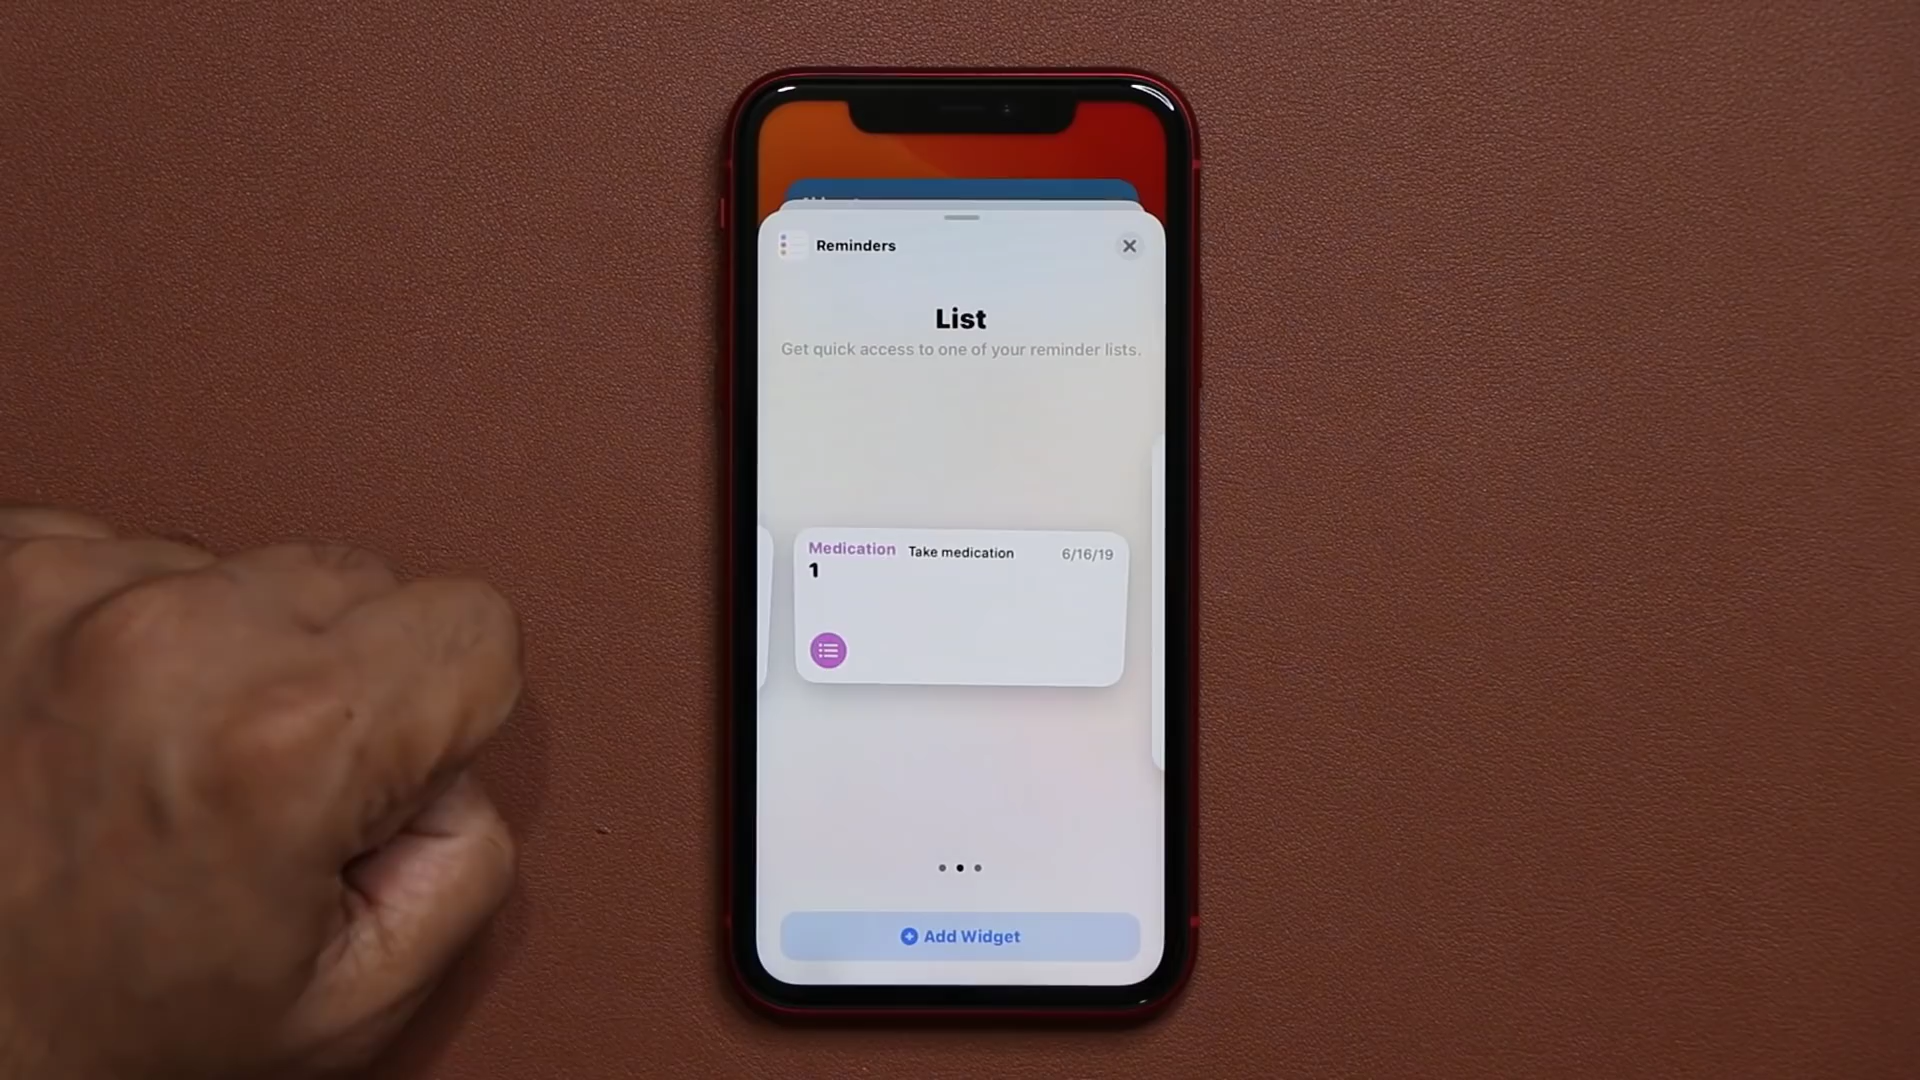 Reminders
List
Get quick access to one of your reminder lists.
Medication Take medication 6/16/19
1
Add Widget